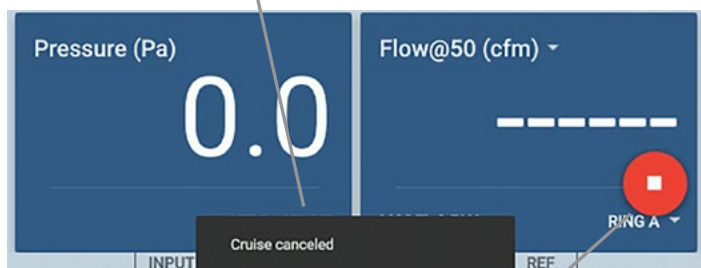 Pressure (Pa)
0.0
Flow@50 (cfm)
------
RING A
Cruise canceled
INPUT
REF